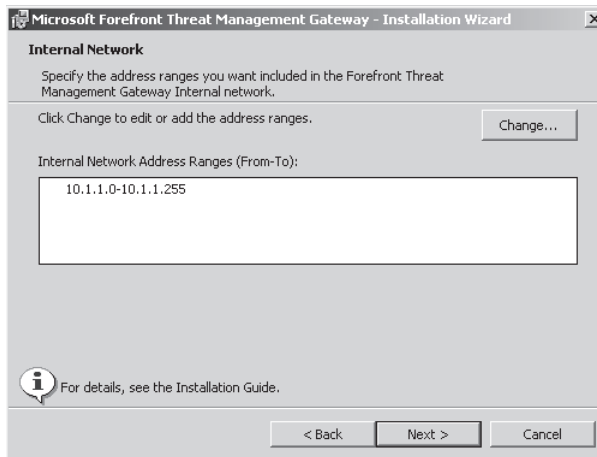 Microsoft Forefront Threat Management Gateway - Installation Wizard
Internal Network
Specify the address ranges you want included in the Forefront Threat
Management Gateway Internal network.
Click Change to edit or add the address ranges.
Change...
Internal Network Address Ranges (From-To):
10.1.1.0-10.1.1.255
For details, see the Installation Guide.
< Back
Next >
Cancel